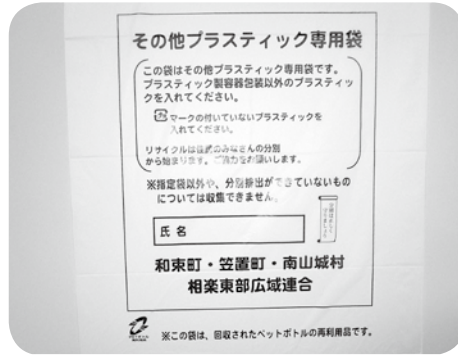 その他プラスティック専用袋
この袋はその他プラスティック専用袋です。
プラスティック製容器包装以外のプラスティッ
クを入れてください。
マークの付いていないプラスティックを
入れてください。
リサイクルは住民のみなさんの分別
から始まります。ご協力をお願いします。
※指定袋以外や、分別排出ができていないもの
については収集できません。
氏名
和束町・笠置町・南山城村
相楽東部広域連合
※この袋は、回収されたペットボトルの再利用品です。